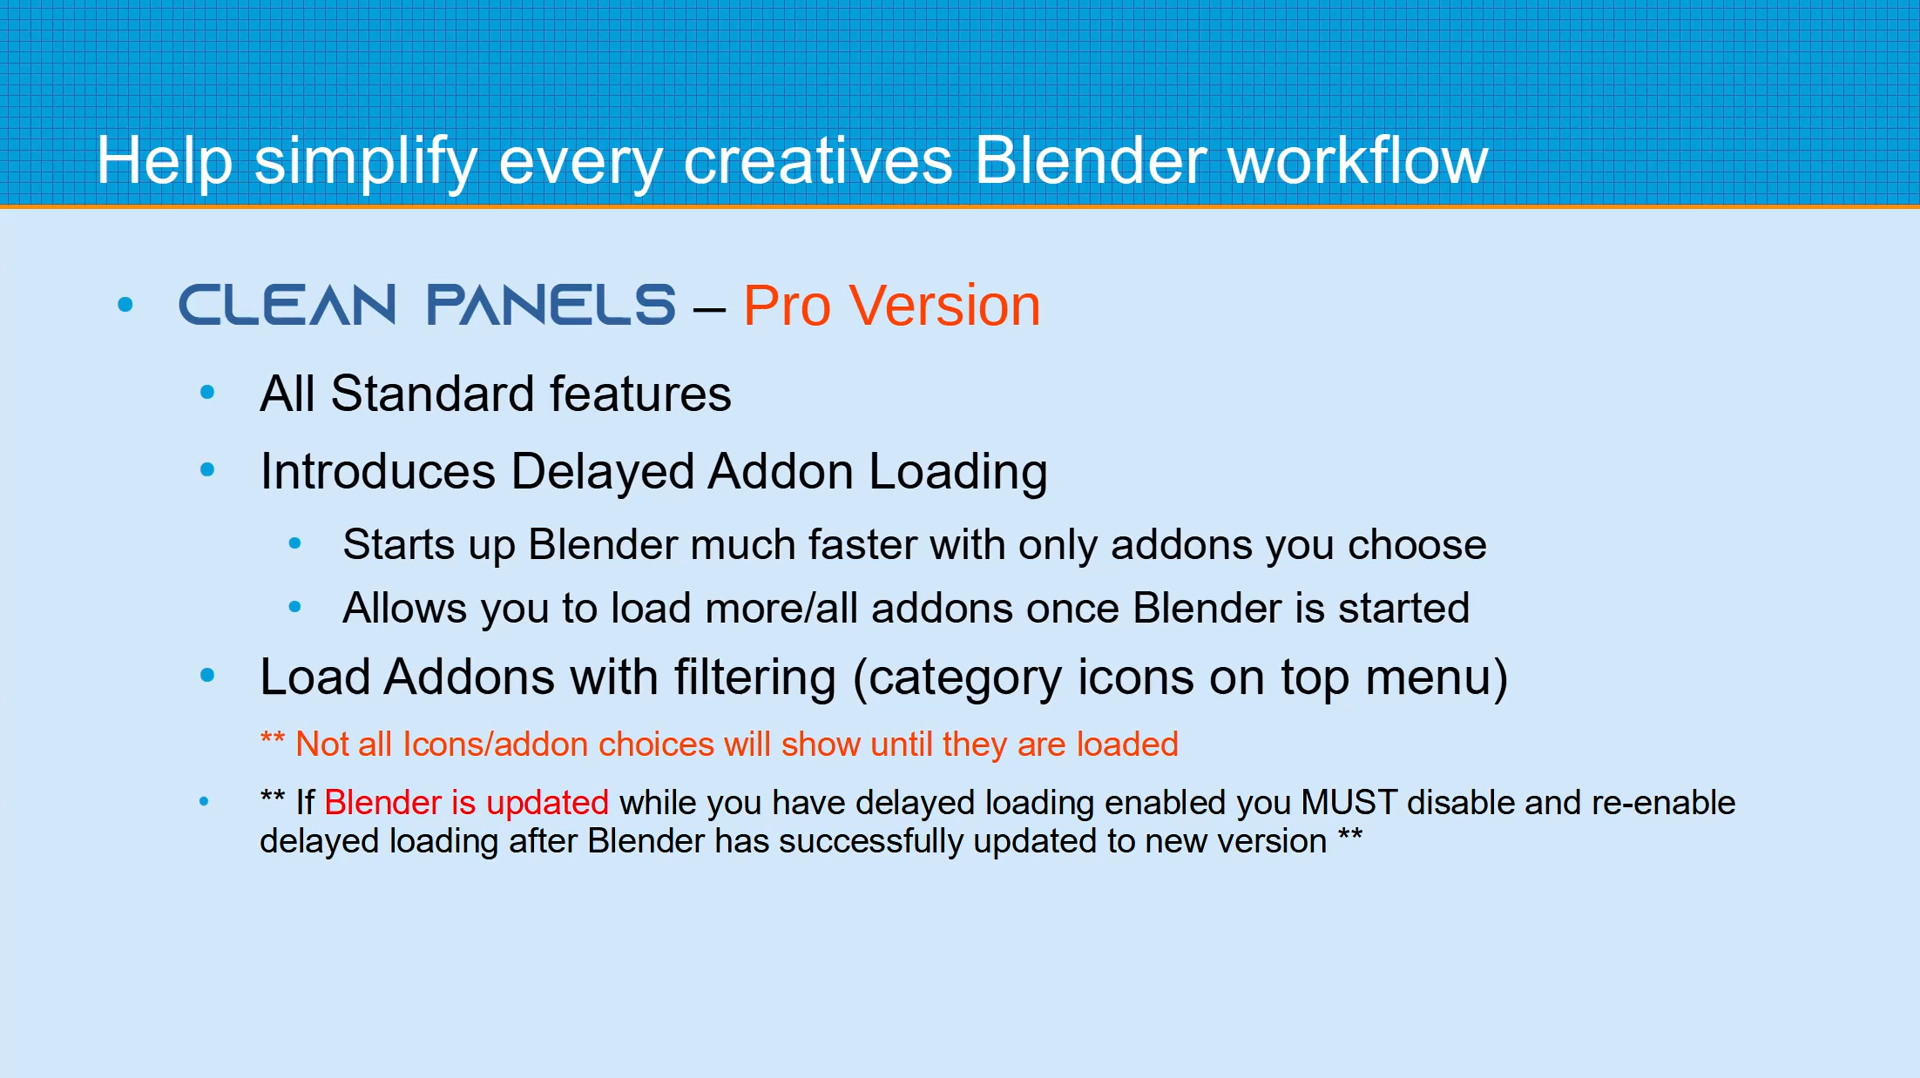 Help simplify every creatives Blender workflow
• CLEAN PANELS – Pro Version
• All Standard features
• Introduces Delayed Addon Loading
• Starts up Blender much faster with only addons you choose
• Allows you to load more/all addons once Blender is started
• Load Addons with filtering (category icons on top menu)
** Not all Icons/addon choices will show until they are loaded
• ** If Blender is updated while you have delayed loading enabled you MUST disable and re-enable
delayed loading after Blender has successfully updated to new version **